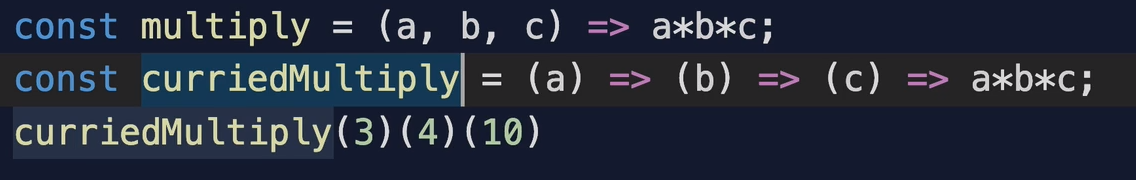 const multiply = (a, b, c) => a*b*c;
const curriedMultiply = (a) => (b) => (c) => a*b*c;
curriedMultiply(3)(4)(10)